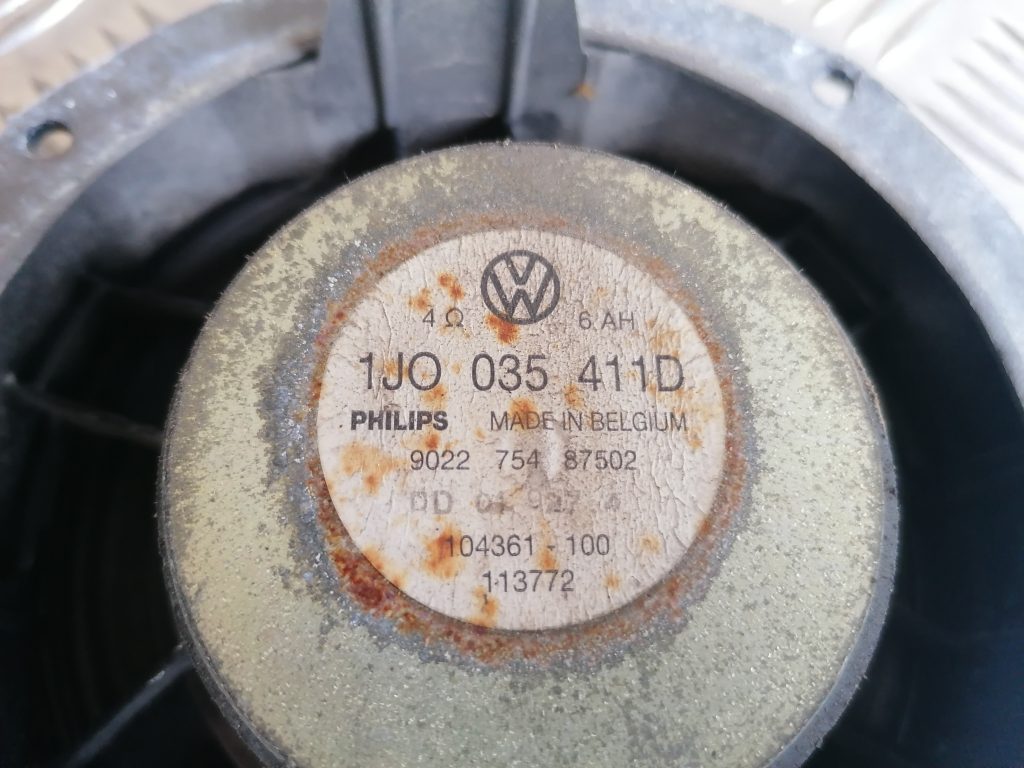 4 Ω 6 AH
1JO 035 411D
PHILIPS MADE IN BELGIUM
9022 754 87502
104361 - 100
113772